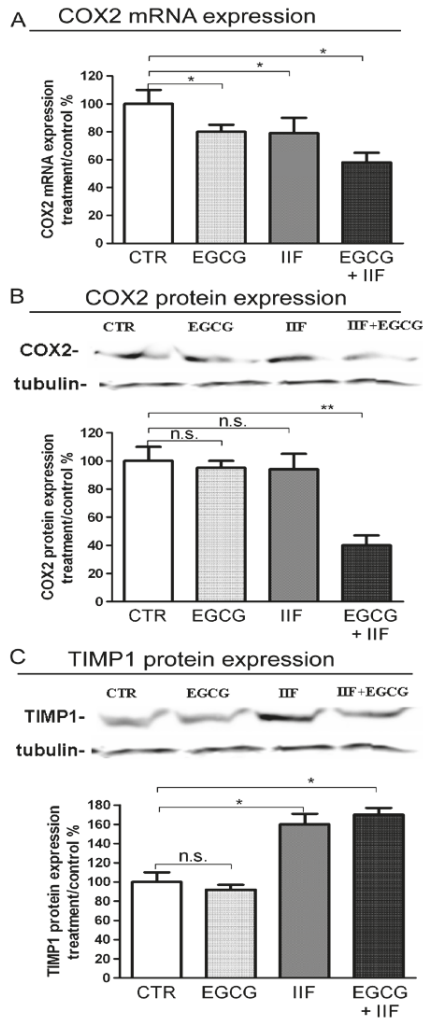 A COX2 mRNA expression
*
*
*
COX2 mRNA expression
treatment/control %
120
100
80
60
40
20
0
CTR EGCG IIF EGCG
+ IIF
B COX2 protein expression
CTR EGCG IIF IIF+EGCG
COX2-
tubulin-
**
n.s.
n.s.
COX2 protein expression
treatment/control %
120
100
80
60
40
20
0
CTR EGCG IIF EGCG
+ IIF
C TIMP1 protein expression
CTR EGCG IIF IIF+EGCG
TIMP1-
tubulin-
*
*
n.s.
TIMP1 protein expression
treatment/control %
180
160
140
120
100
80
60
40
20
0
CTR EGCG IIF EGCG
+ IIF